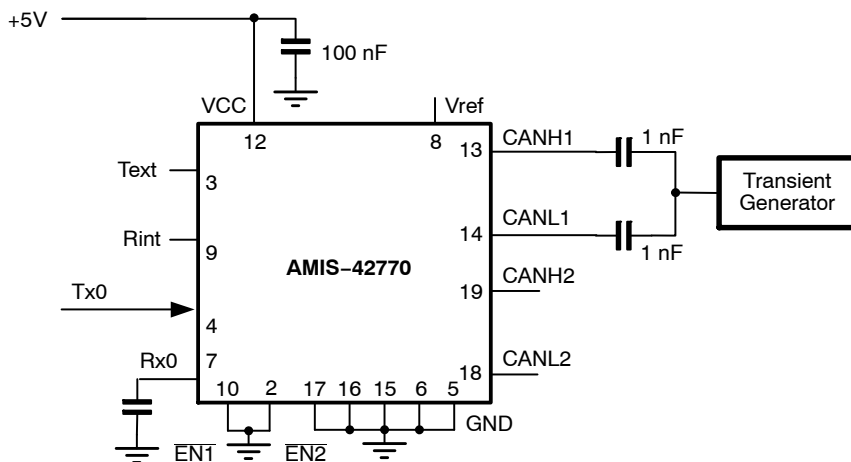 +5V
100 nF
VCC
Vref
12
8
13
CANH1
1 nF
Text
3
Transient
Generator
Rint
9
14
CANL1
1 nF
AMIS−42770
19
CANH2
Tx0
4
Rx0
7
18
CANL2
10
2
17
16
15
6
5
GND
EN1
EN2